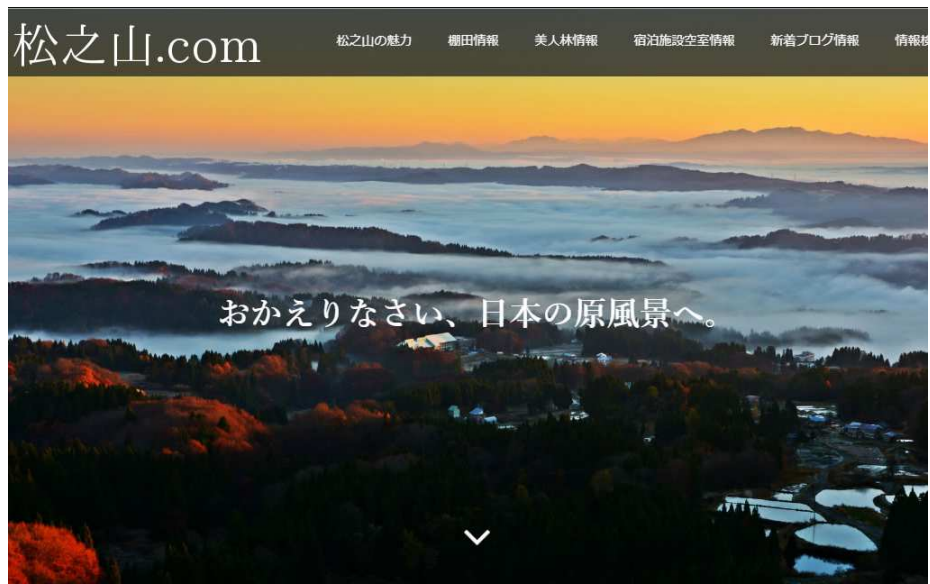 松之山.com
松之山の魅力 棚田情報 美人林情報 宿泊施設空室情報 新着ブログ情報 情報検
おかえりなさい、日本の原風景へ。